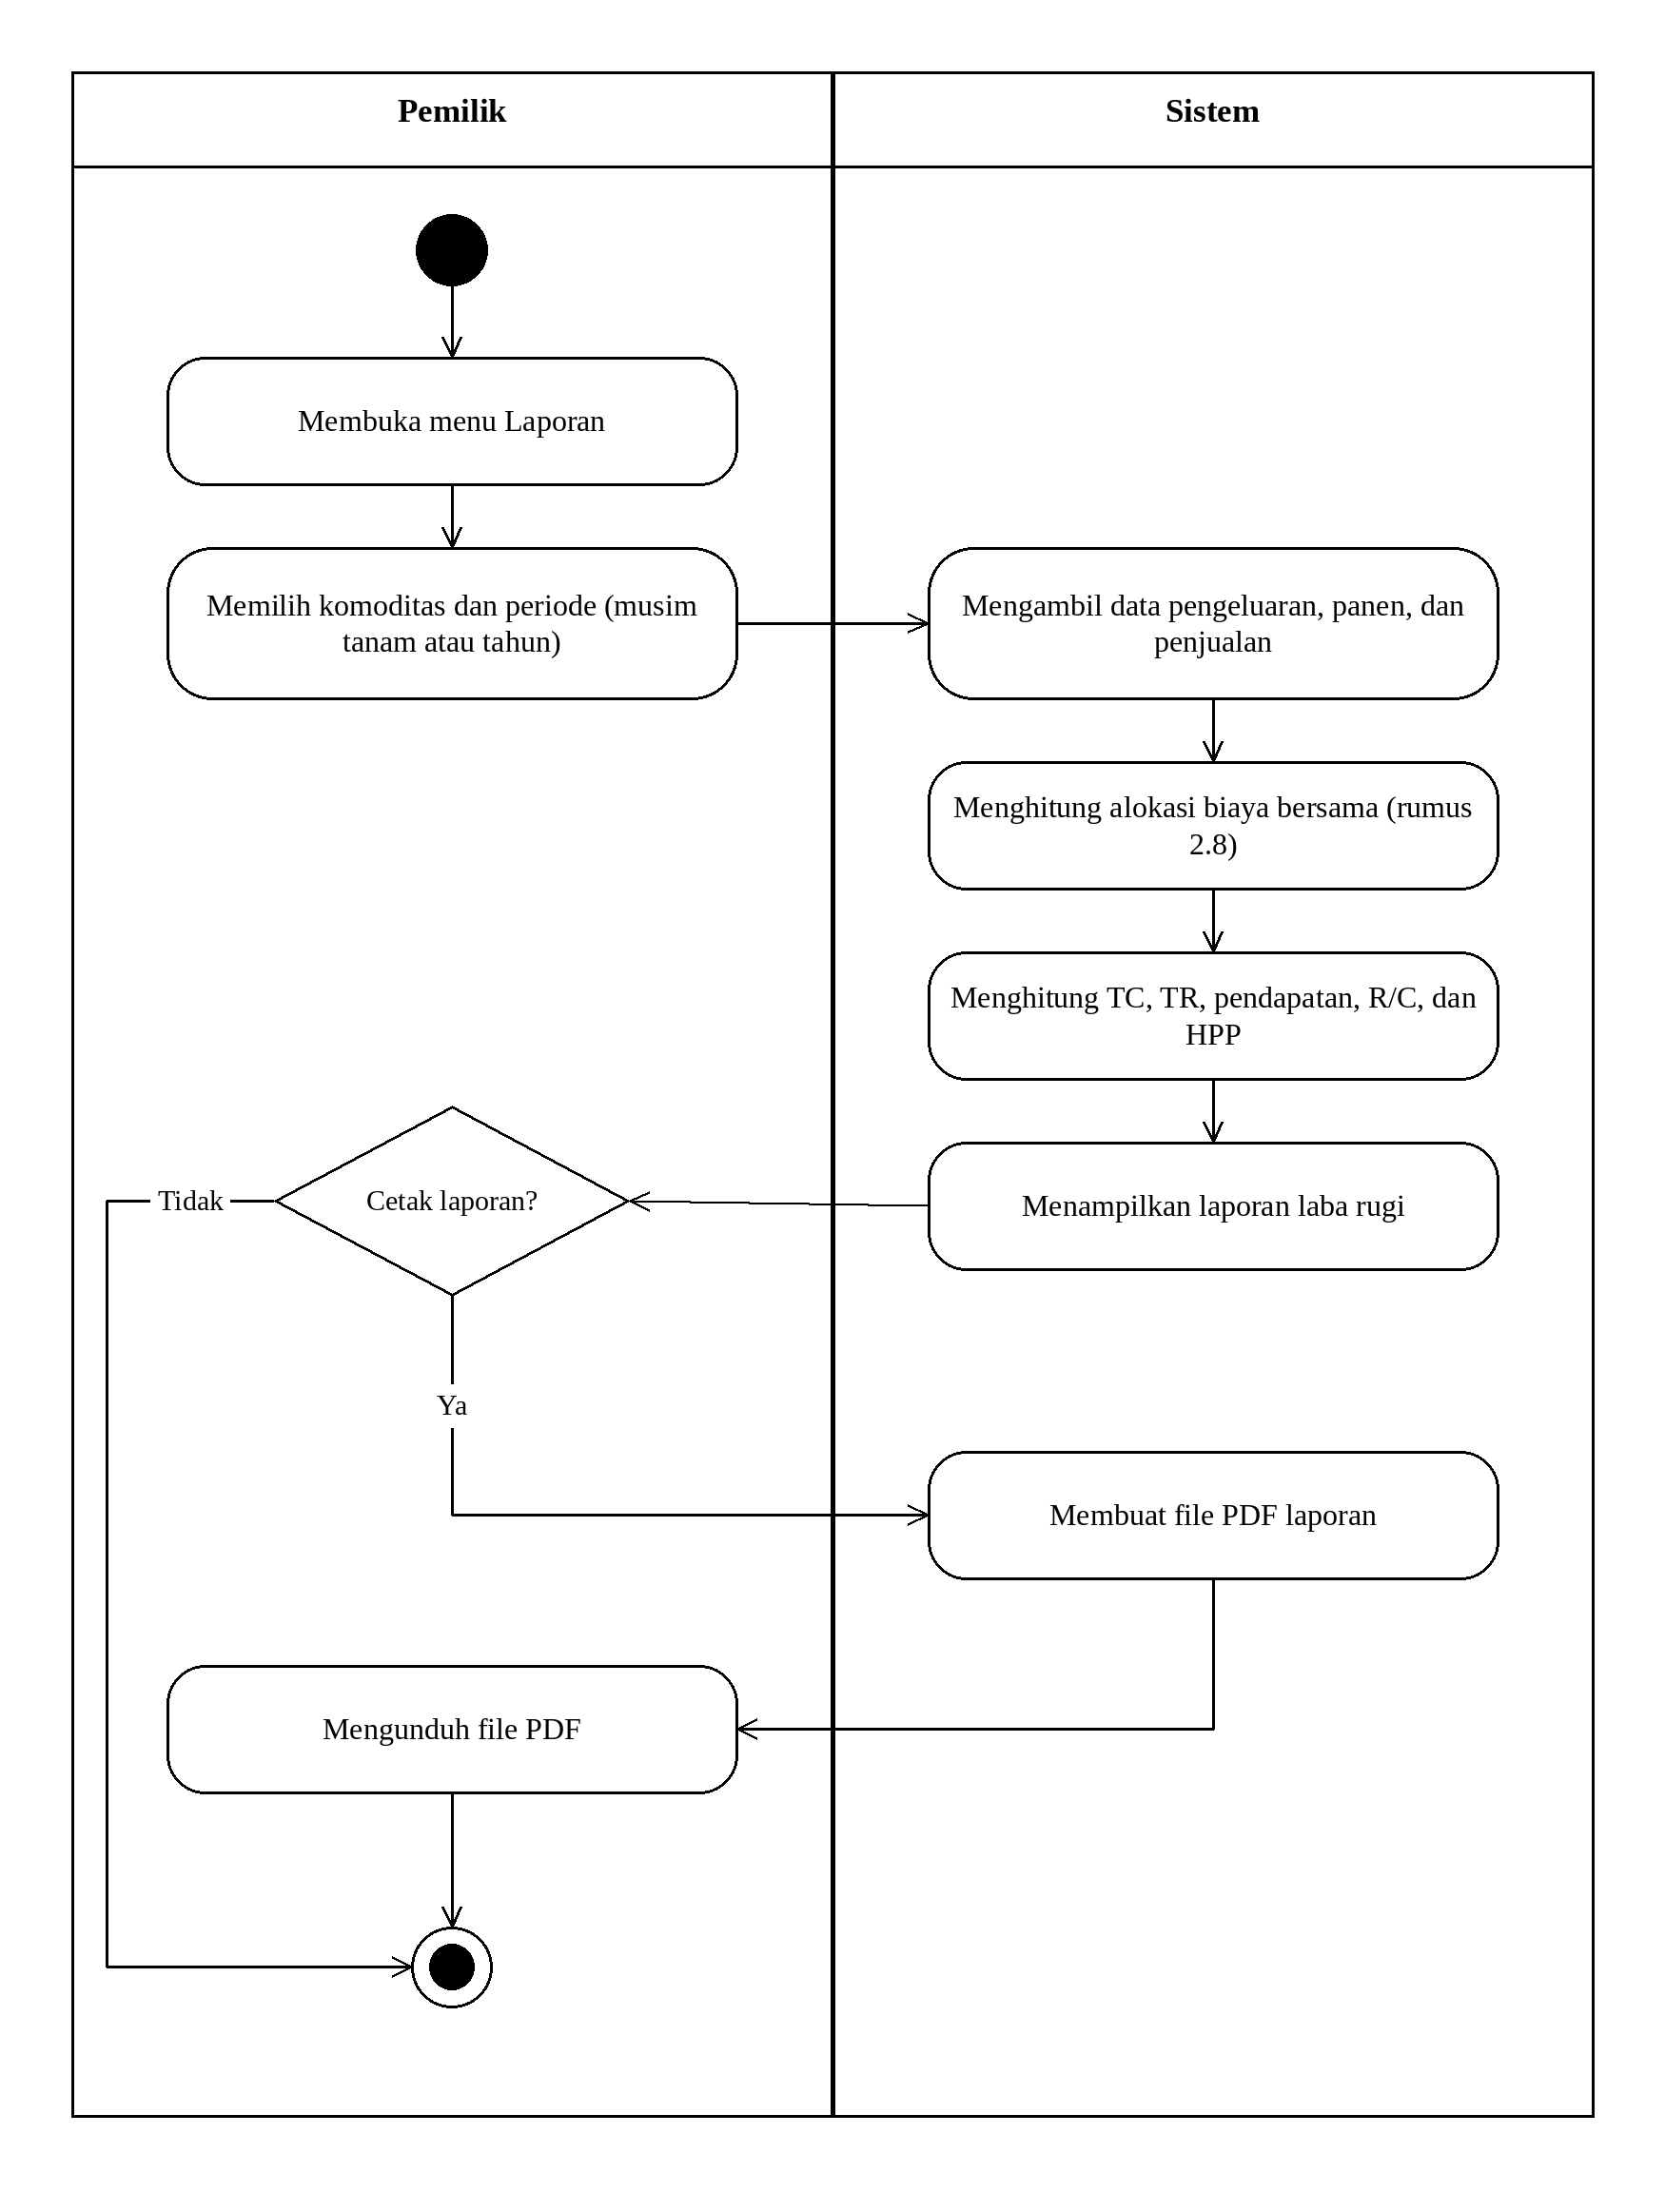 Pemilik
Sistem
Membuka menu Laporan
Memilih komoditas dan periode (musim
tanam atau tahun)
Mengambil data pengeluaran, panen, dan
penjualan
Menghitung alokasi biaya bersama (rumus
2.8)
Menghitung TC, TR, pendapatan, R/C, dan
HPP
Menampilkan laporan laba rugi
Cetak laporan?
Tidak
Ya
Membuat file PDF laporan
Mengunduh file PDF